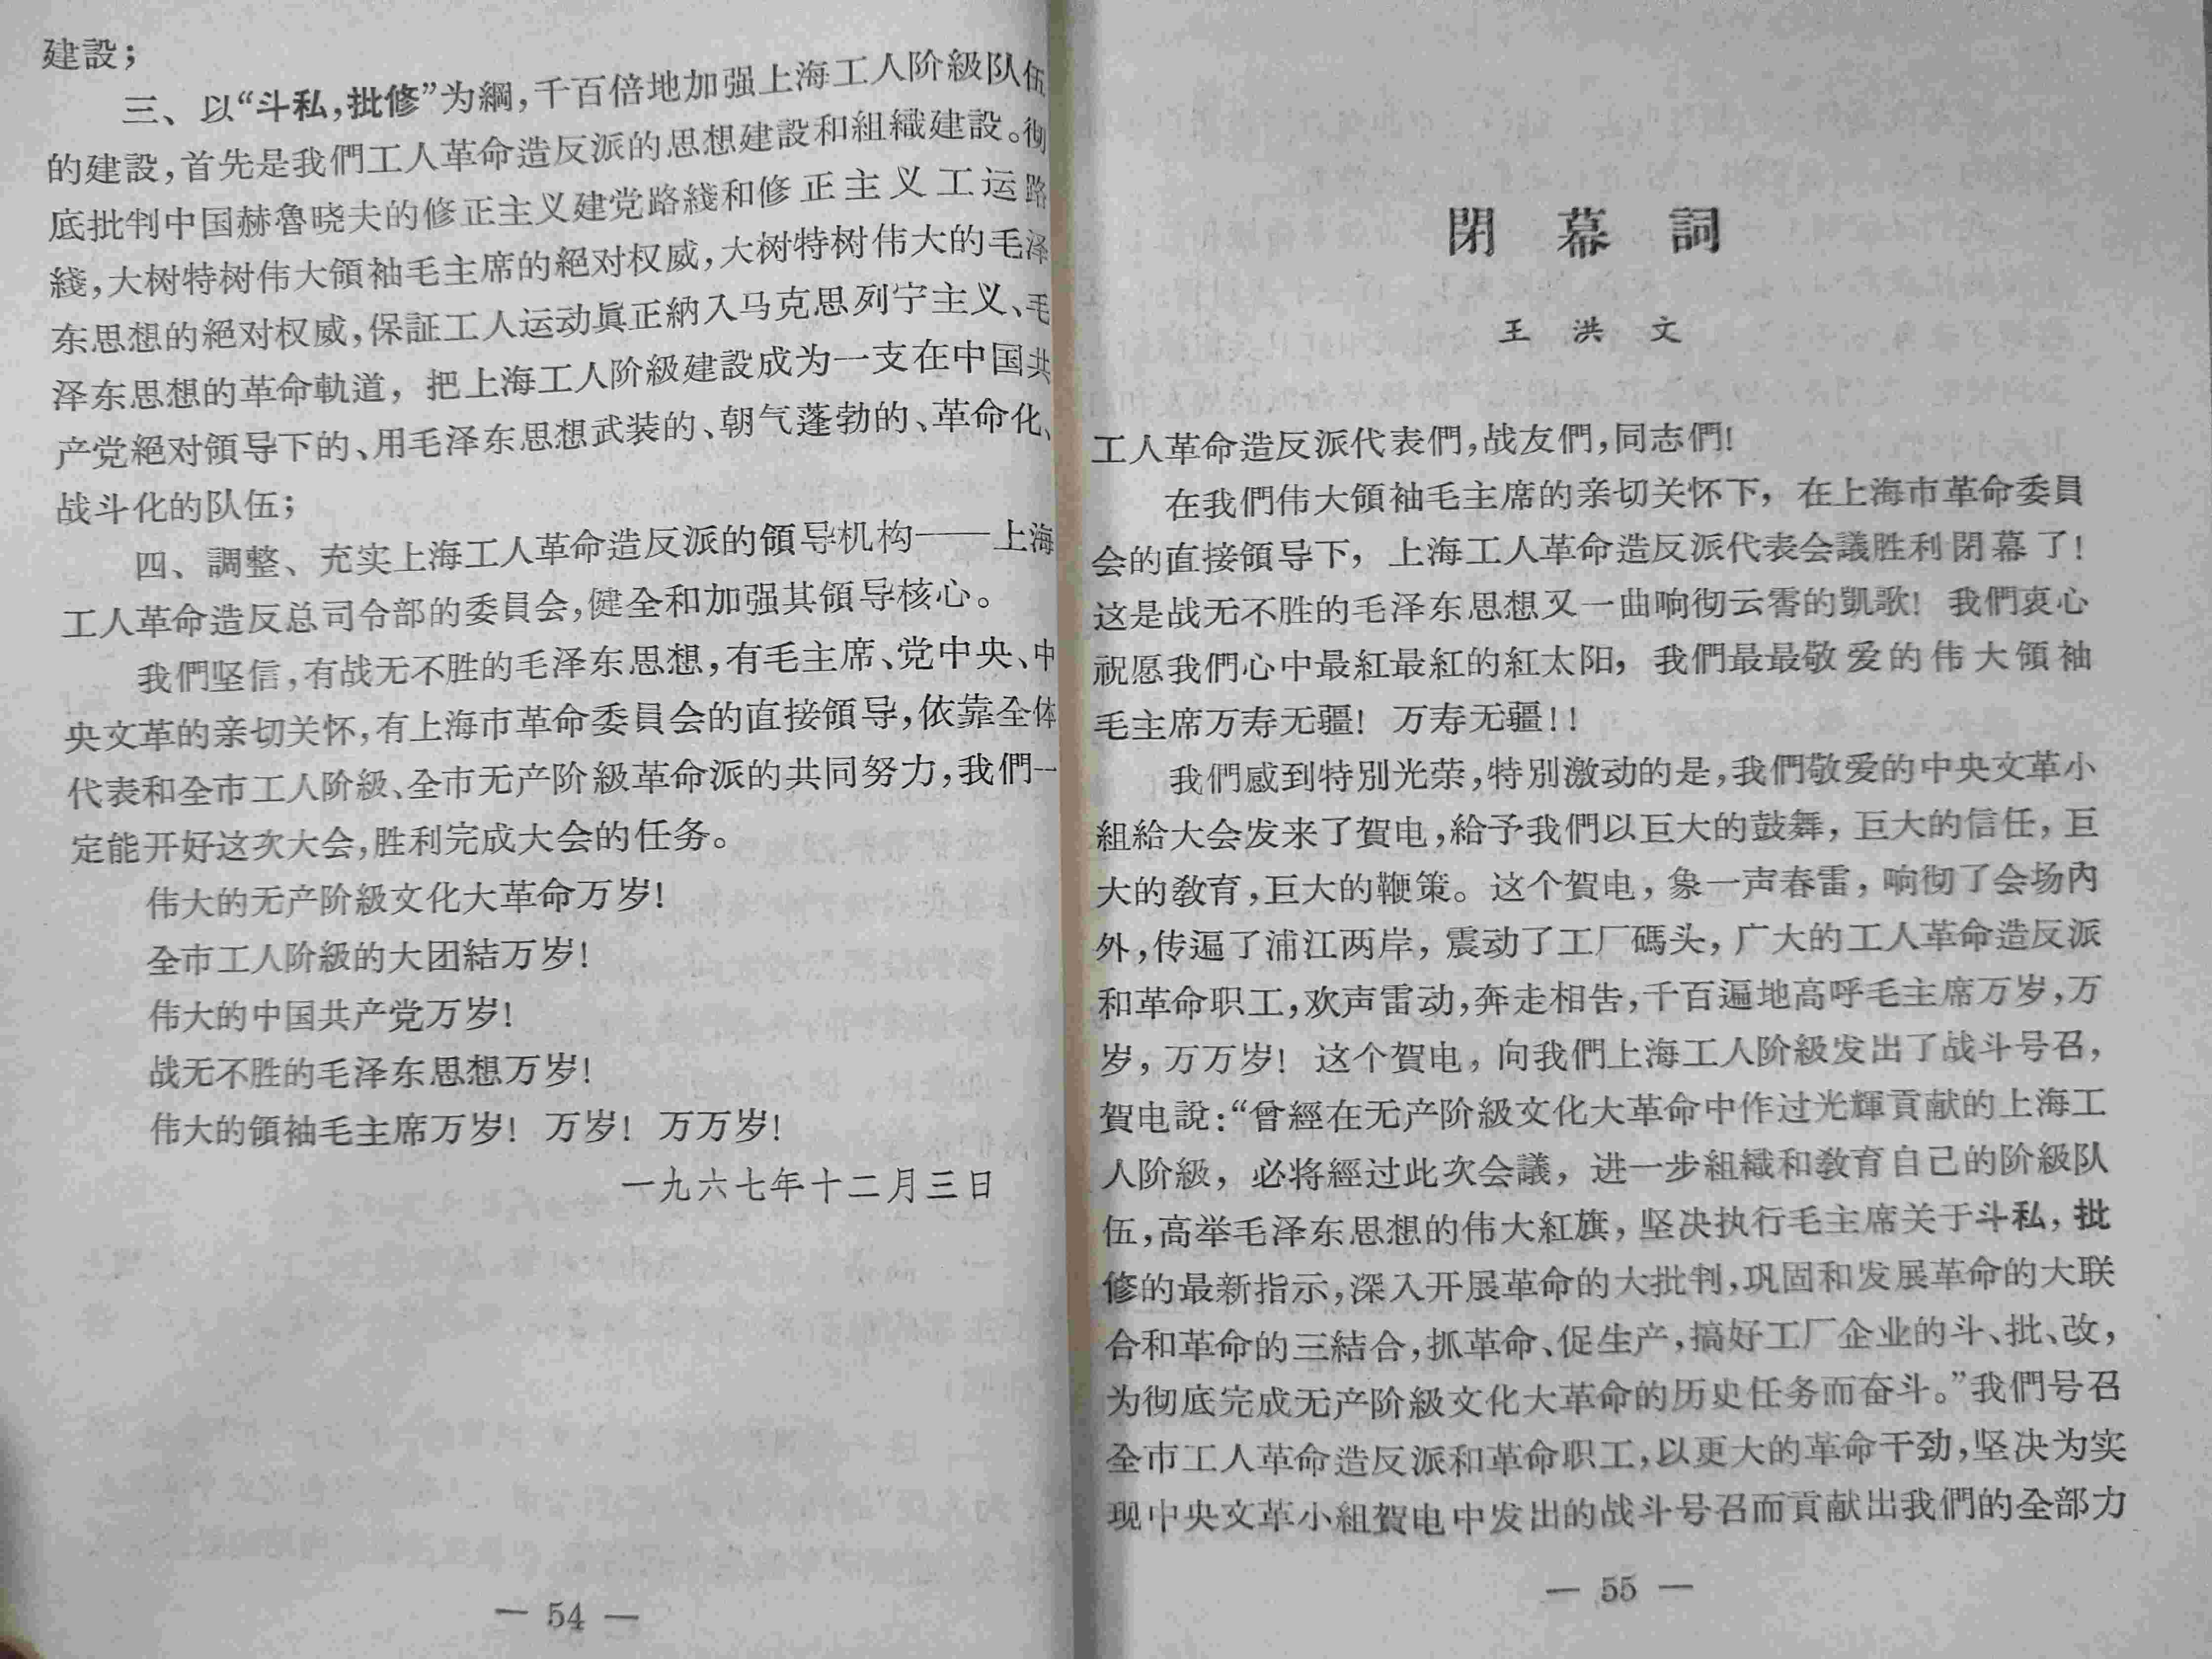 建設；
三、以“斗私，批修”为綱，千百倍地加强上海工人阶級队伍
的建設，首先是我們工人革命造反派的思想建設和組織建設。彻
底批判中国赫魯晓夫的修正主义建党路綫和修正主义工运路
綫，大树特树伟大領袖毛主席的絕对权威，大树特树伟大的毛泽
东思想的絕对权威，保証工人运动眞正納入马克思列宁主义、毛
泽东思想的革命軌道，把上海工人阶級建設成为一支在中国共
产党絕对領导下的、用毛泽东思想武装的、朝气蓬勃的、革命化、
战斗化的队伍；
四、調整、充实上海工人革命造反派的領导机构——上海
工人革命造反总司令部的委員会，健全和加强其領导核心。
我們坚信，有战无不胜的毛泽东思想，有毛主席、党中央、中
央文革的亲切关怀，有上海市革命委員会的直接領导，依靠全体
代表和全市工人阶級、全市无产阶級革命派的共同努力，我們一
定能开好这次大会，胜利完成大会的任务。
伟大的无产阶級文化大革命万岁！
全市工人阶級的大团結万岁！
伟大的中国共产党万岁！
战无不胜的毛泽东思想万岁！
伟大的領袖毛主席万岁！万岁！万万岁！
一九六七年十二月三日
— 54 —
閉幕詞
王洪文
工人革命造反派代表們，战友們，同志們！
在我們伟大領袖毛主席的亲切关怀下，在上海市革命委員
会的直接領导下，上海工人革命造反派代表会議胜利閉幕了！
这是战无不胜的毛泽东思想又一曲响彻云霄的凱歌！我們衷心
祝愿我們心中最紅最紅的紅太阳，我們最最敬爱的伟大領袖
毛主席万寿无疆！万寿无疆！！
我們感到特別光荣，特別激动的是，我們敬爱的中央文革小
組給大会发来了賀电，給予我們以巨大的鼓舞，巨大的信任，巨
大的敎育，巨大的鞭策。这个賀电，象一声春雷，响彻了会场內
外，传遍了浦江两岸，震动了工厂碼头，广大的工人革命造反派
和革命职工，欢声雷动，奔走相告，千百遍地高呼毛主席万岁，万
岁，万万岁！这个賀电，向我們上海工人阶級发出了战斗号召，
賀电說：“曾經在无产阶級文化大革命中作过光輝貢献的上海工
人阶級，必将經过此次会議，进一步組織和敎育自己的阶級队
伍，高举毛泽东思想的伟大紅旗，坚决执行毛主席关于斗私，批
修的最新指示，深入开展革命的大批判，巩固和发展革命的大联
合和革命的三結合，抓革命、促生产，搞好工厂企业的斗、批、改，
为彻底完成无产阶級文化大革命的历史任务而奋斗。”我們号召
全市工人革命造反派和革命职工，以更大的革命干劲，坚决为实
现中央文革小組賀电中发出的战斗号召而貢献出我們的全部力
— 55 —